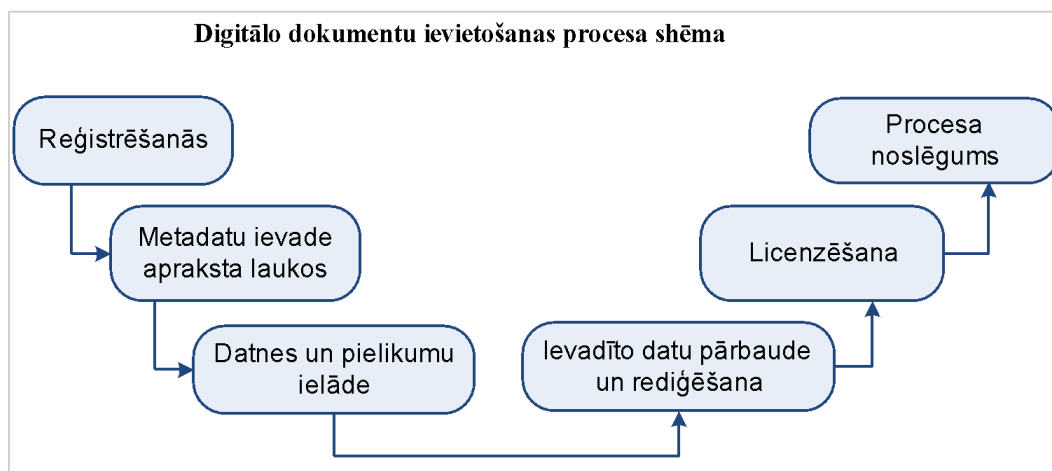 Digitālo dokumentu ievietošanas procesa shēma
Reģistrēšanās
Metadatu ievade
apraksta laukos
Datnes un pielikumu
ielāde
Ievadīto datu pārbaude
un rediģēšana
Licenzēšana
Procesa
noslēgums